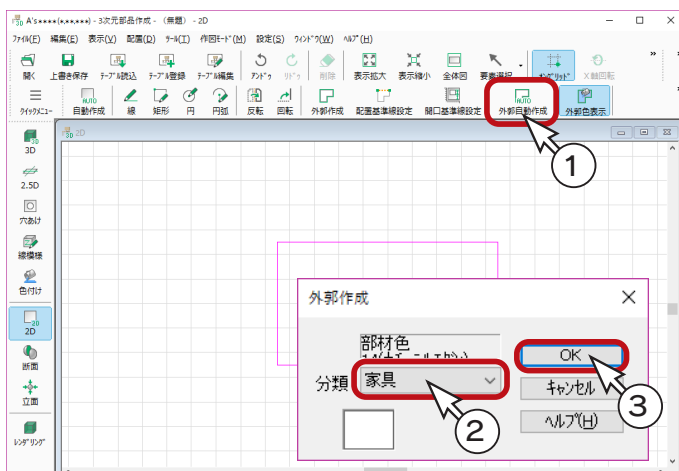 A's****(*,**,***) - 3次元部品作成 - (無題) - 2D
ファイル(F) 編集(E) 表示(V) 配置(D) ツール(T) 作図モード(M) 設定(S) ウィンドウ(W) ヘルプ(H)
開く 上書き保存 テーブル読込 テーブル登録 テーブル編集 アンドゥ リドゥ 削除 表示拡大 表示縮小 全体図 要素選択 オングリッド X軸回転
クイックメニュー 自動作成 線 矩形 円 円弧 反転 回転 外郭作成 配置基準線設定 開口基準線設定 外郭自動作成 外郭色表示
2D
3D
2.5D
穴あけ
線模様
色付け
2D
断面
立面
レンダリング
1
外郭作成
部材色
分類 家具
OK
キャンセル
ヘルプ(H)
2
3